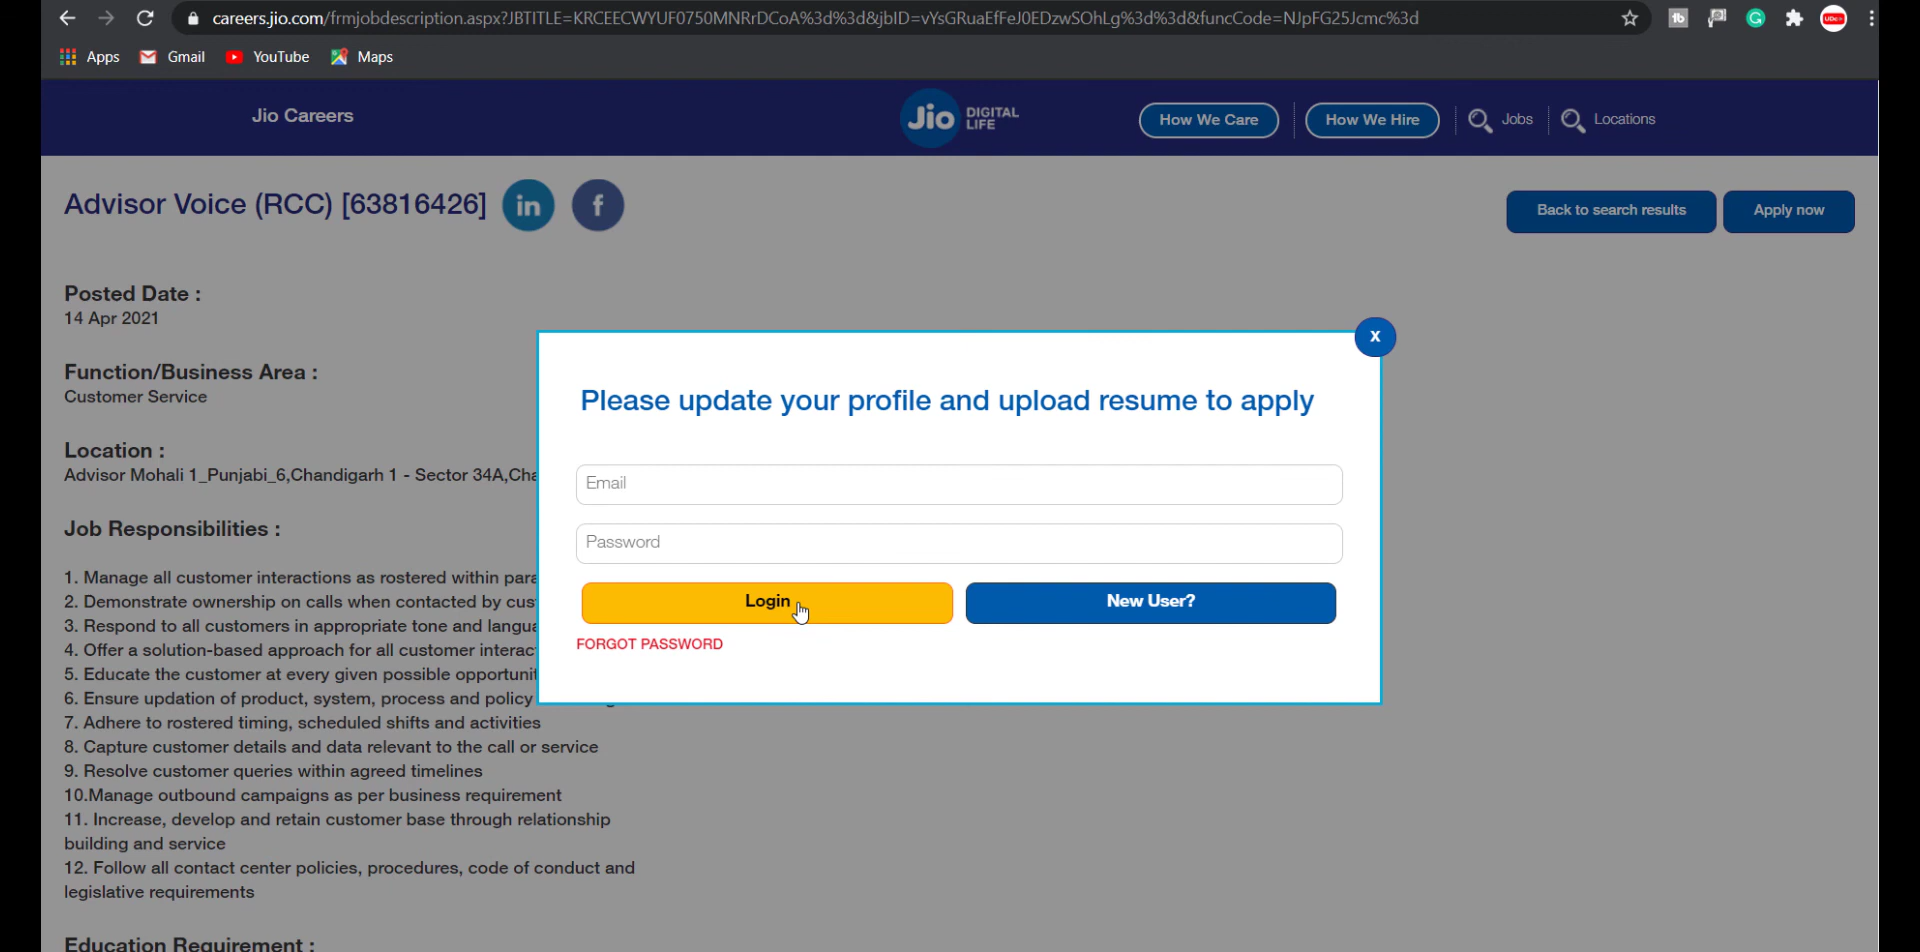 careers.jio.com/frmjobdescription.aspx?JBTITLE=KRCEECWYUF0750MNRrDCoA%3d%3d&jbID=vYsGRuaEfFeJ0EDzwSOhLg%3d%3d&funcCode=NJpFG25Jcmc%3d
Apps Gmail YouTube Maps
Jio Careers
Jio DIGITAL LIFE
How We Care How We Hire Jobs Locations
Advisor Voice (RCC) [63816426] in f
Back to search results Apply now
Posted Date :
14 Apr 2021
Function/Business Area :
Customer Service
Location :
Advisor Mohali 1_Punjabi_6,Chandigarh 1 - Sector 34A,Cha
Job Responsibilities :
1. Manage all customer interactions as rostered within para
2. Demonstrate ownership on calls when contacted by cus
3. Respond to all customers in appropriate tone and langua
4. Offer a solution-based approach for all customer interac
5. Educate the customer at every given possible opportunit
6. Ensure updation of product, system, process and policy
7. Adhere to rostered timing, scheduled shifts and activities
8. Capture customer details and data relevant to the call or service
9. Resolve customer queries within agreed timelines
10.Manage outbound campaigns as per business requirement
11. Increase, develop and retain customer base through relationship
building and service
12. Follow all contact center policies, procedures, code of conduct and
legislative requirements
Education Requirement :
X
Please update your profile and upload resume to apply
Email
Password
Login New User?
FORGOT PASSWORD